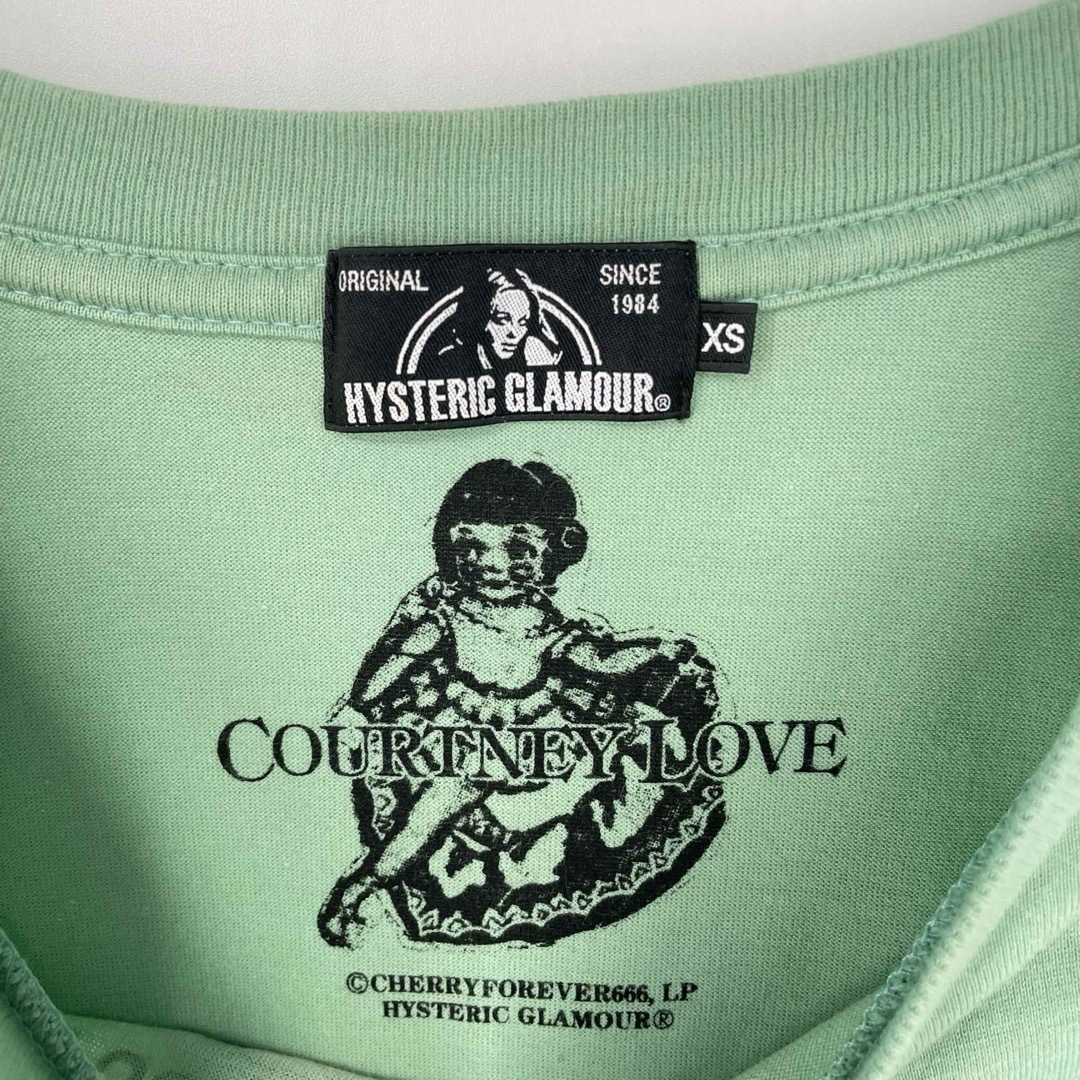 ORIGINAL
SINCE
1984
HYSTERIC GLAMOUR®
XS
COURTNEY LOVE
©CHERRYFOREVER666, LP
HYSTERIC GLAMOUR®